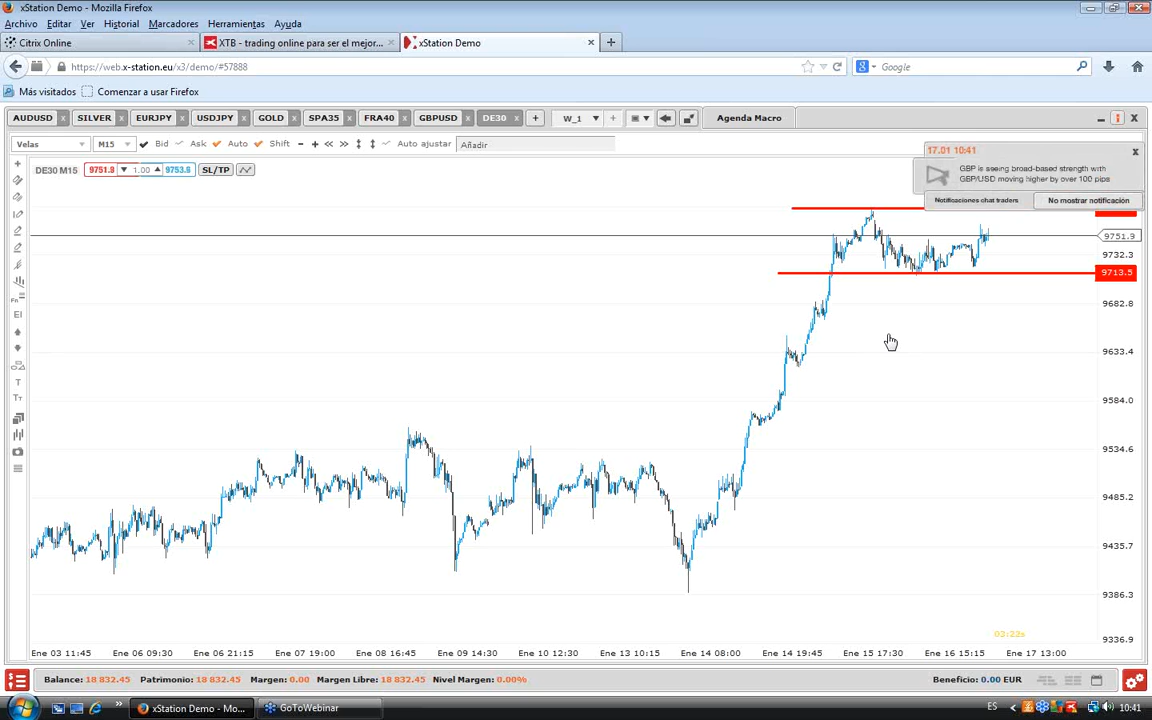 xStation Demo - Mozilla Firefox
Archivo Editar Ver Historial Marcadores Herramientas Ayuda
Citrix Online x XTB - trading online para ser el mejor... x xStation Demo x +
https://web.x-station.eu/x3/demo/#57888 Google
Más visitados Comenzar a usar Firefox
AUDUSD x SILVER x EURJPY x USDJPY x GOLD x SPA35 x FRA40 x GBPUSD x DE30 x + W_1 Agenda Macro
Velas M15 Bid Ask Auto Shift Auto ajustar Añadir
DE30 M15 9751.8 1.00 9753.6 SL/TP
17.01 10:41 x
GBP is seeing broad-based strength with
GBP/USD moving higher by over 100 pips
Notificaciones chat traders No mostrar notificación
9751.9
9732.3
9713.5
9682.8
9633.4
9584.0
9534.6
9485.2
9435.7
9386.3
9336.9
Fn
EI
T
TT
03:22s
Ene 03 11:45 Ene 06 09:30 Ene 06 21:15 Ene 07 19:00 Ene 08 16:45 Ene 09 14:30 Ene 10 12:30 Ene 13 10:15 Ene 14 08:00 Ene 14 19:45 Ene 15 17:30 Ene 16 15:15 Ene 17 13:00
Balance: 18 832.45 Patrimonio: 18 832.45 Margen: 0.00 Margen Libre: 18 832.45 Nivel Margen: 0.00% Beneficio: 0.00 EUR
xStation Demo - Mo... GoToWebinar ES 10:41